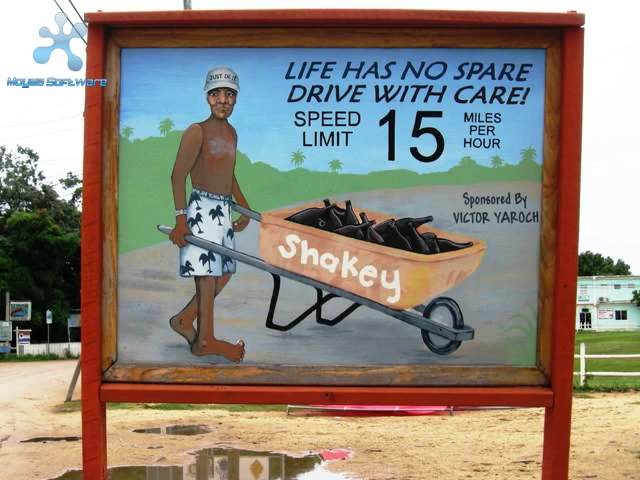 Moyea Software
JUST DO IT
LIFE HAS NO SPARE
DRIVE WITH CARE!
SPEED
LIMIT
15
MILES
PER
HOUR
Sponsored By
VICTOR YAROCH
Shakey